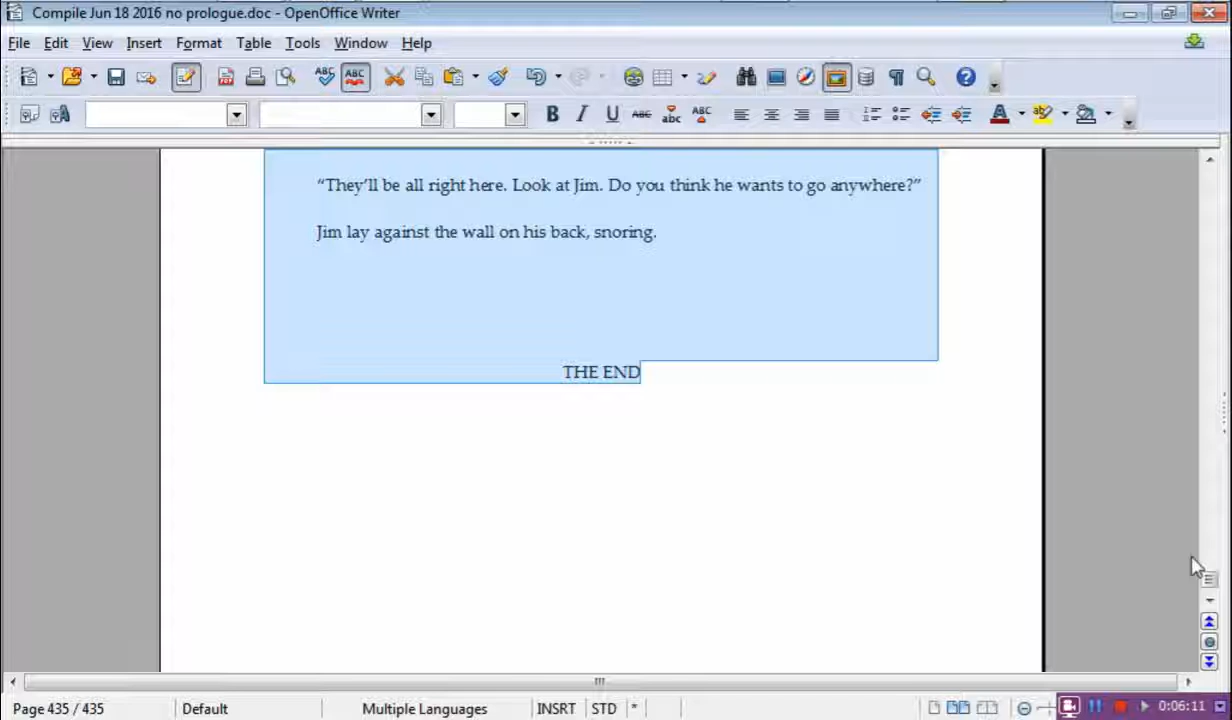 Compile Jun 18 2016 no prologue.doc - OpenOffice Writer
File Edit View Insert Format Table Tools Window Help
“They’ll be all right here. Look at Jim. Do you think he wants to go anywhere?”
Jim lay against the wall on his back, snoring.
THE END
Page 435 / 435 Default Multiple Languages INSRT STD * 0:06:11